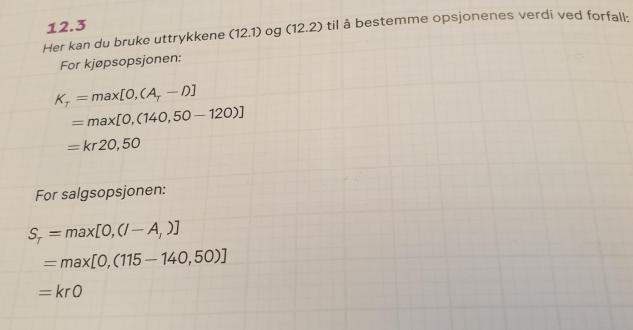 12.3
Her kan du bruke uttrykkene (12.1) og (12.2) til å bestemme opsjonenes verdi ved forfall:
For kjøpsopsjonen:
K_T = max[0,(A_T − I)]
= max[0,(140,50 − 120)]
= kr 20,50
For salgsopsjonen:
S_T = max[0,(I − A_I)]
= max[0,(115 − 140,50)]
= kr 0